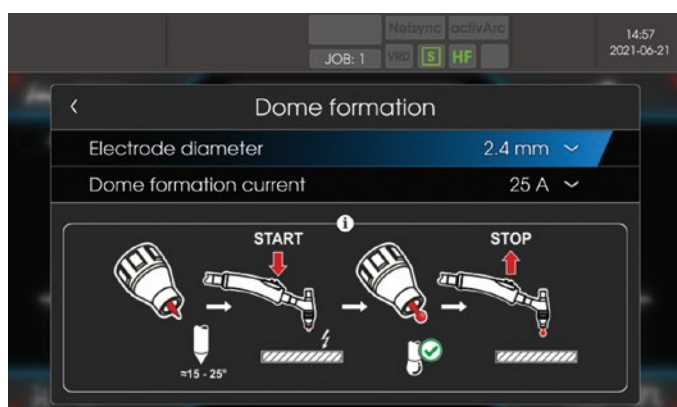 Netsync activArc
14:57
JOB: 1 VRD S HF
2021-06-21
Dome formation
Electrode diameter 2.4 mm
Dome formation current 25 A
i
START STOP
≈15 - 25°